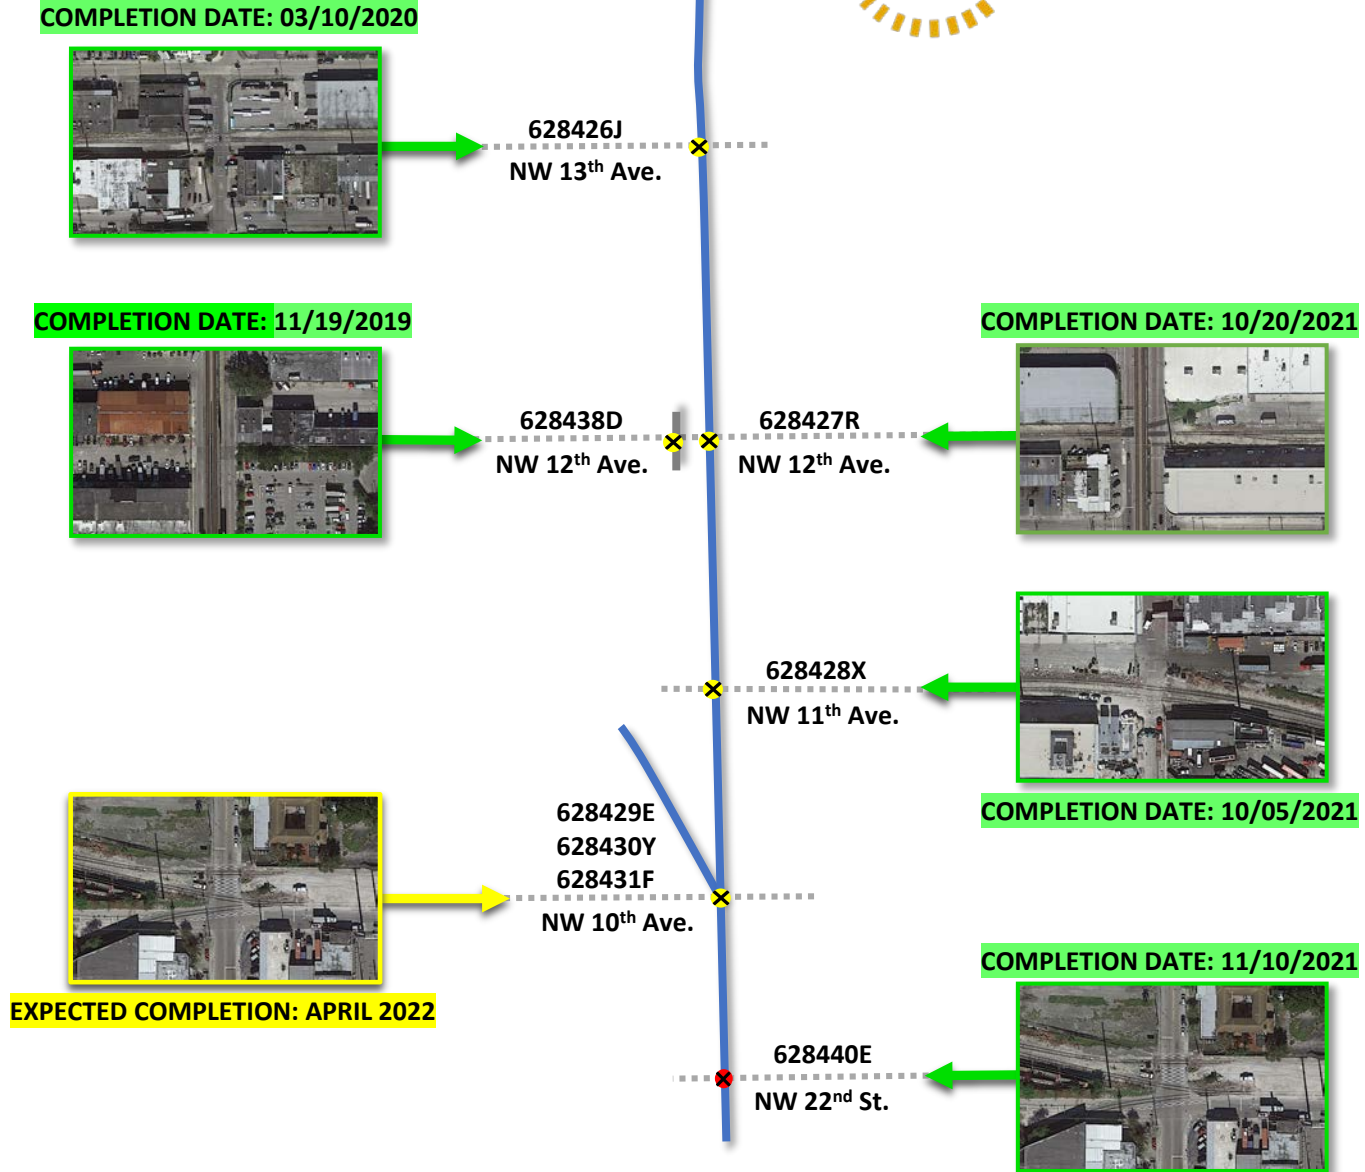 COMPLETION DATE: 03/10/2020
628426J
NW 13th Ave.
COMPLETION DATE: 11/19/2019
COMPLETION DATE: 10/20/2021
628438D
628427R
NW 12th Ave.
NW 12th Ave.
628428X
NW 11th Ave.
COMPLETION DATE: 10/05/2021
628429E
628430Y
628431F
NW 10th Ave.
EXPECTED COMPLETION: APRIL 2022
COMPLETION DATE: 11/10/2021
628440E
NW 22nd St.